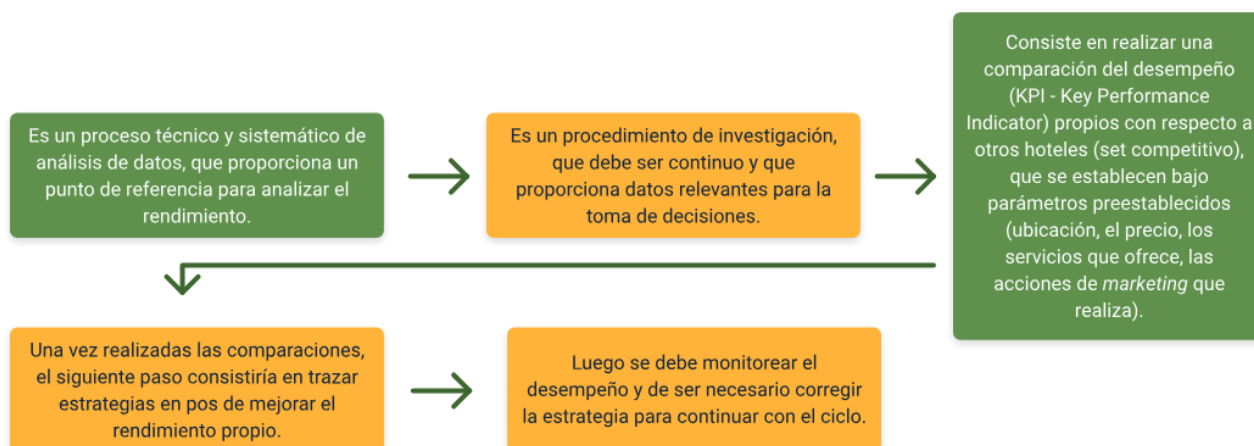 Es un proceso técnico y sistemático de
análisis de datos, que proporciona un
punto de referencia para analizar el
rendimiento.
Es un procedimiento de investigación,
que debe ser continuo y que
proporciona datos relevantes para la
toma de decisiones.
Consiste en realizar una
comparación del desempeño
(KPI - Key Performance
Indicator) propios con respecto a
otros hoteles (set competitivo),
que se establecen bajo
parámetros preestablecidos
(ubicación, el precio, los
servicios que ofrece, las
acciones de marketing que
realiza).
Una vez realizadas las comparaciones,
el siguiente paso consistiría en trazar
estrategias en pos de mejorar el
rendimiento propio.
Luego se debe monitorear el
desempeño y de ser necesario corregir
la estrategia para continuar con el ciclo.